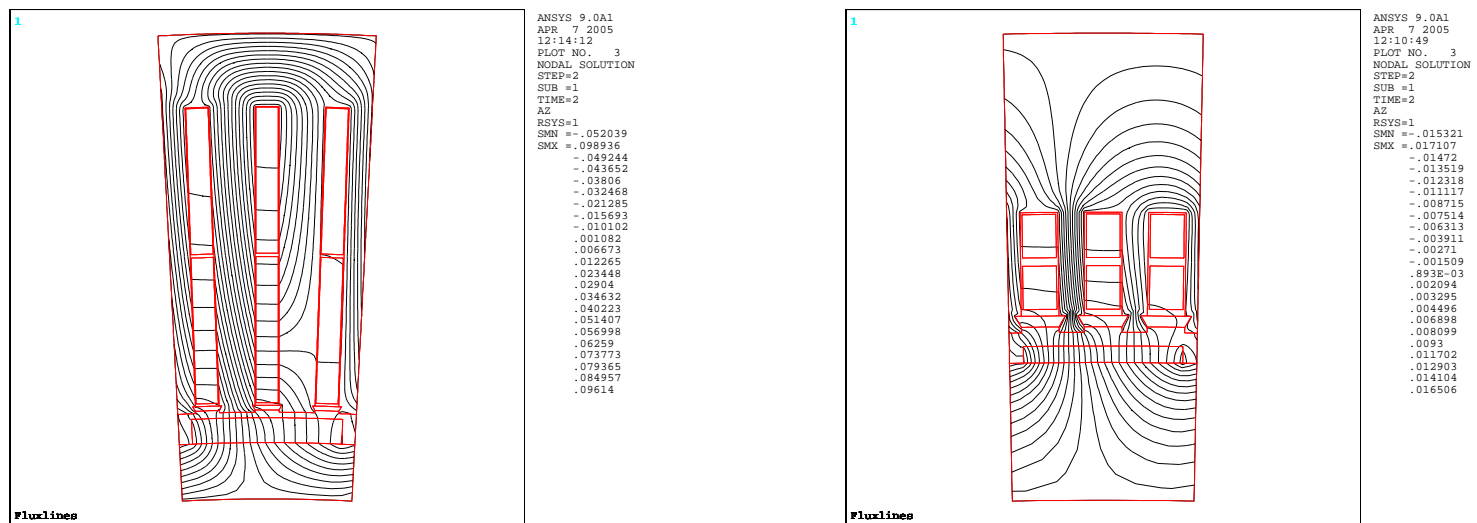 1
ANSYS 9.0A1
APR 7 2005
12:14:12
PLOT NO. 3
NODAL SOLUTION
STEP=2
SUB =1
TIME=2
AZ
RSYS=1
SMN =-.052039
SMX =.098936
-.049244
-.043652
-.03806
-.032468
-.021285
-.015693
-.010102
.001082
.006673
.012265
.023448
.02904
.034632
.040223
.051407
.056998
.06259
.073773
.079365
.084957
.09614
Fluxlines
1
ANSYS 9.0A1
APR 7 2005
12:10:49
PLOT NO. 3
NODAL SOLUTION
STEP=2
SUB =1
TIME=2
AZ
RSYS=1
SMN =-.015321
SMX =.017107
-.01472
-.013519
-.012318
-.011117
-.008715
-.007514
-.006313
-.003911
-.00271
-.001509
.893E-03
.002094
.003295
.004496
.006898
.008099
.0093
.011702
.012903
.014104
.016506
Fluxlines